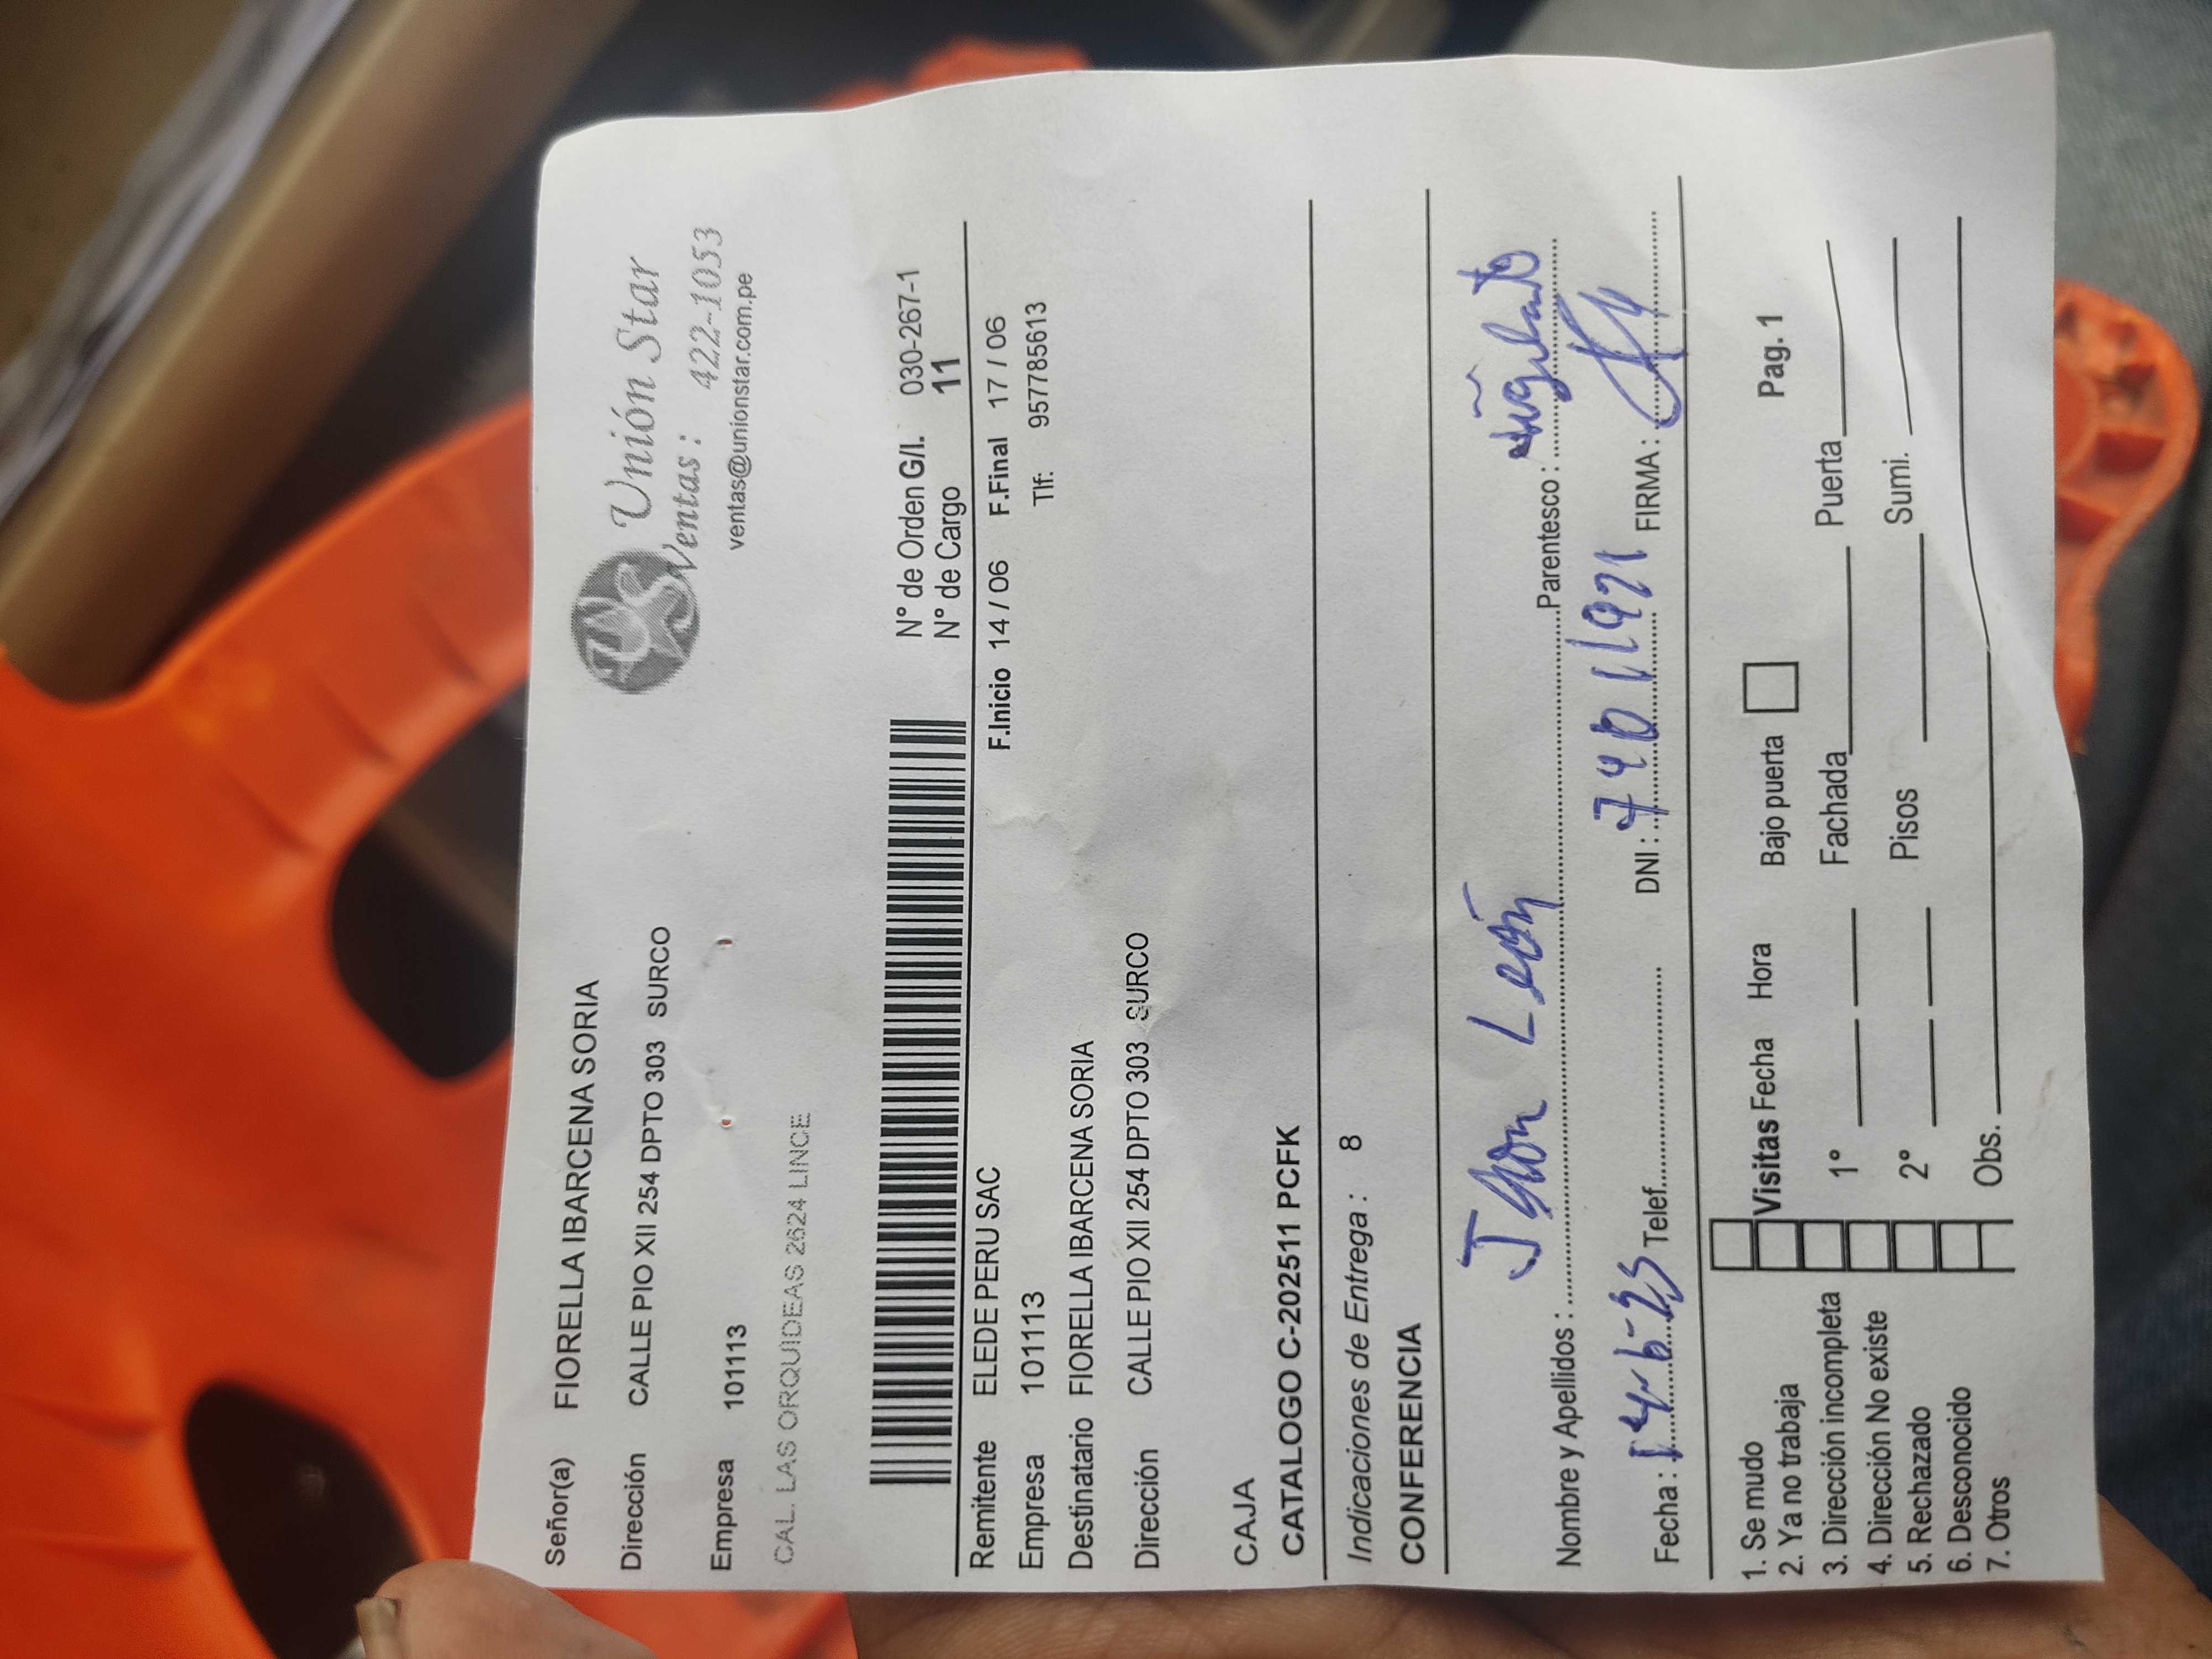 Unión Star
Ventas: 422-1053
ventas@unionstar.com.pe
Señor(a) FIORELLA IBARCENA SORIA
Dirección CALLE PIO XII 254 DPTO 303 SURCO
Empresa 101113
CAL. LAS ORQUIDEAS 2624 LINCE
N° de Orden G/I. 030-267-1
N° de Cargo 11
Remitente ELEDE PERU SAC F.Inicio 14 / 06 F.Final 17 / 06
Empresa 101113 Tlf: 957785613
Destinatario FIORELLA IBARCENA SORIA
Dirección CALLE PIO XII 254 DPTO 303 SURCO
CAJA
CATALOGO C-202511 PCFK
Indicaciones de Entrega : 8
CONFERENCIA
Nombre y Apellidos : Jhon León Parentesco :
Fecha : 14-6-23 Telef. DNI : FIRMA :
1. Se mudo Visitas Fecha Hora Bajo puerta Pag. 1
2. Ya no trabaja
3. Dirección incompleta 1° Fachada Puerta
4. Dirección No existe
5. Rechazado 2° Pisos Sumi.
6. Desconocido
7. Otros Obs.